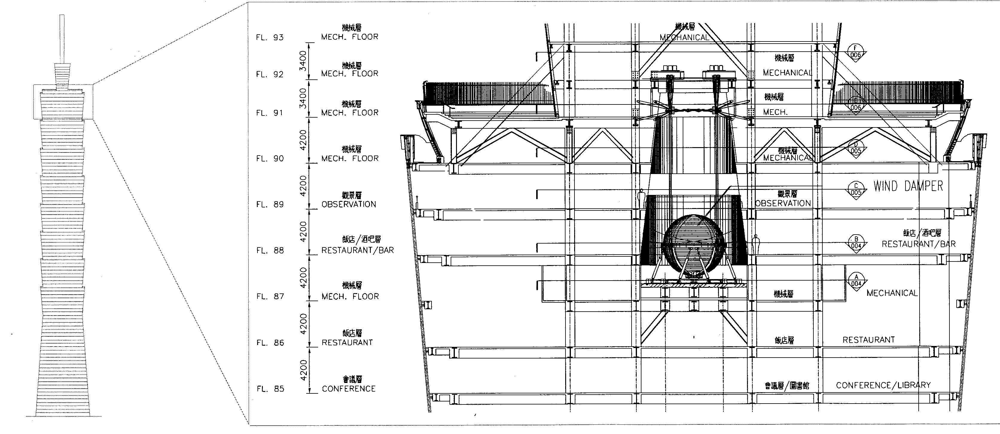 機械層
FL. 93 MECH. FLOOR
3400
機械層
FL. 92 MECH. FLOOR
3400
機械層
FL. 91 MECH. FLOOR
4200
機械層
FL. 90 MECH. FLOOR
4200
觀景層
FL. 89 OBSERVATION
4200
飯店/酒吧層
FL. 88 RESTAURANT/BAR
4200
機械層
FL. 87 MECH. FLOOR
4200
飯店層
FL. 86 RESTAURANT
4200
會議層
FL. 85 CONFERENCE
機械層
MECHANICAL
F
006
機械層
MECHANICAL
機械層
MECH.
006
機械層
MECHANICAL
D
005
WIND DAMPER
C
005
觀景層
OBSERVATION
飯店/酒吧層
RESTAURANT/BAR
B
004
A
004
機械層
MECHANICAL
飯店層
RESTAURANT
會議層/圖書館
CONFERENCE/LIBRARY